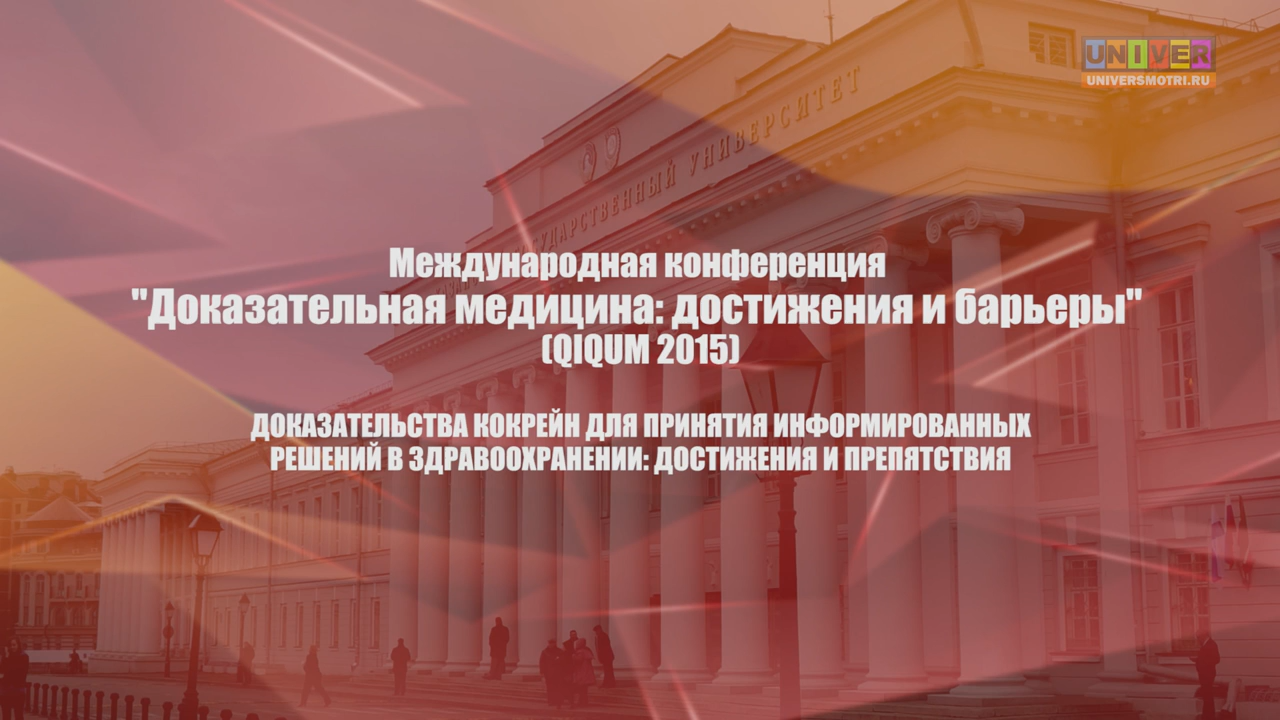 UNIVER
UNIVERSMOTRI.RU
ГОСУДАРСТВЕННЫЙ УНИВЕРСИТЕТ
Международная конференция
"Доказательная медицина: достижения и барьеры"
(QIQUM 2015)
ДОКАЗАТЕЛЬСТВА КОКРЕЙН ДЛЯ ПРИНЯТИЯ ИНФОРМИРОВАННЫХ
РЕШЕНИЙ В ЗДРАВООХРАНЕНИИ: ДОСТИЖЕНИЯ И ПРЕПЯТСТВИЯ